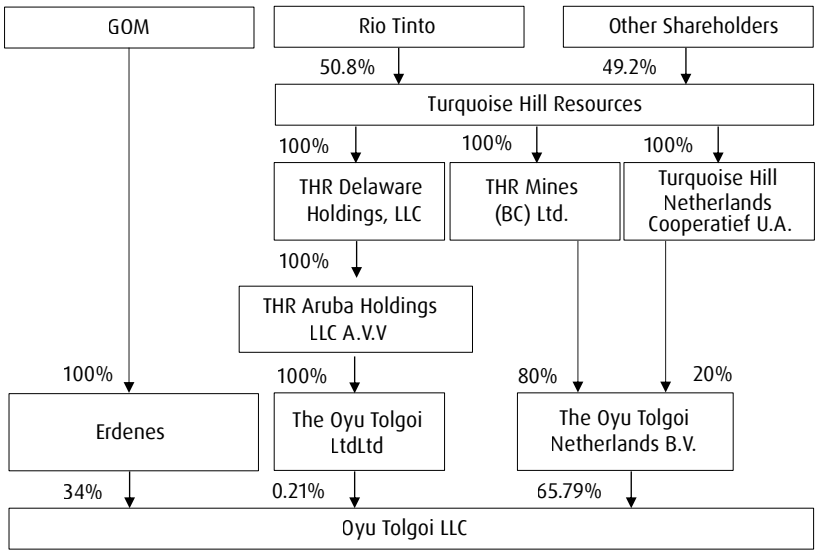 GOM
Rio Tinto
Other Shareholders
50.8%
49.2%
Turquoise Hill Resources
100%
100%
100%
THR Delaware
Holdings, LLC
THR Mines
(BC) Ltd.
Turquoise Hill
Netherlands
Cooperatief U.A.
100%
THR Aruba Holdings
LLC A.V.V
100%
100%
80%
20%
Erdenes
The Oyu Tolgoi
LtdLtd
The Oyu Tolgoi
Netherlands B.V.
34%
0.21%
65.79%
Oyu Tolgoi LLC